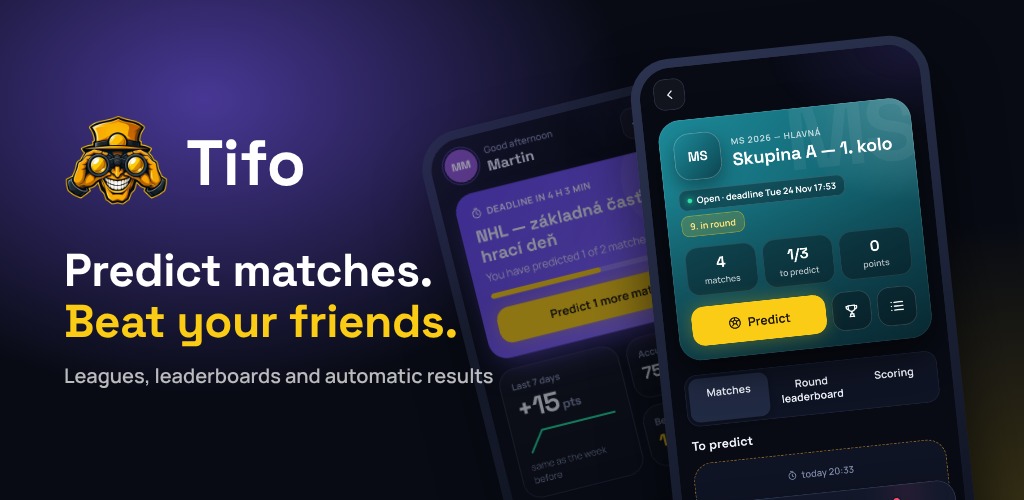 Tifo
Predict matches.
Beat your friends.
Leagues, leaderboards and automatic results
MM
Good afternoon
Martin
DEADLINE IN 4 H 3 MIN
NHL — základná časť
hrací deň
You have predicted 1 of 2 matche
Predict 1 more mat
Last 7 days
+15 pts
same as the week
before
75
MS
MS 2026 — HLAVNÁ
Skupina A — 1. kolo
Open · deadline Tue 24 Nov 17:53
9. in round
4
matches
1/3
to predict
0
points
Predict
Matches
Round
leaderboard
Scoring
To predict
today 20:33